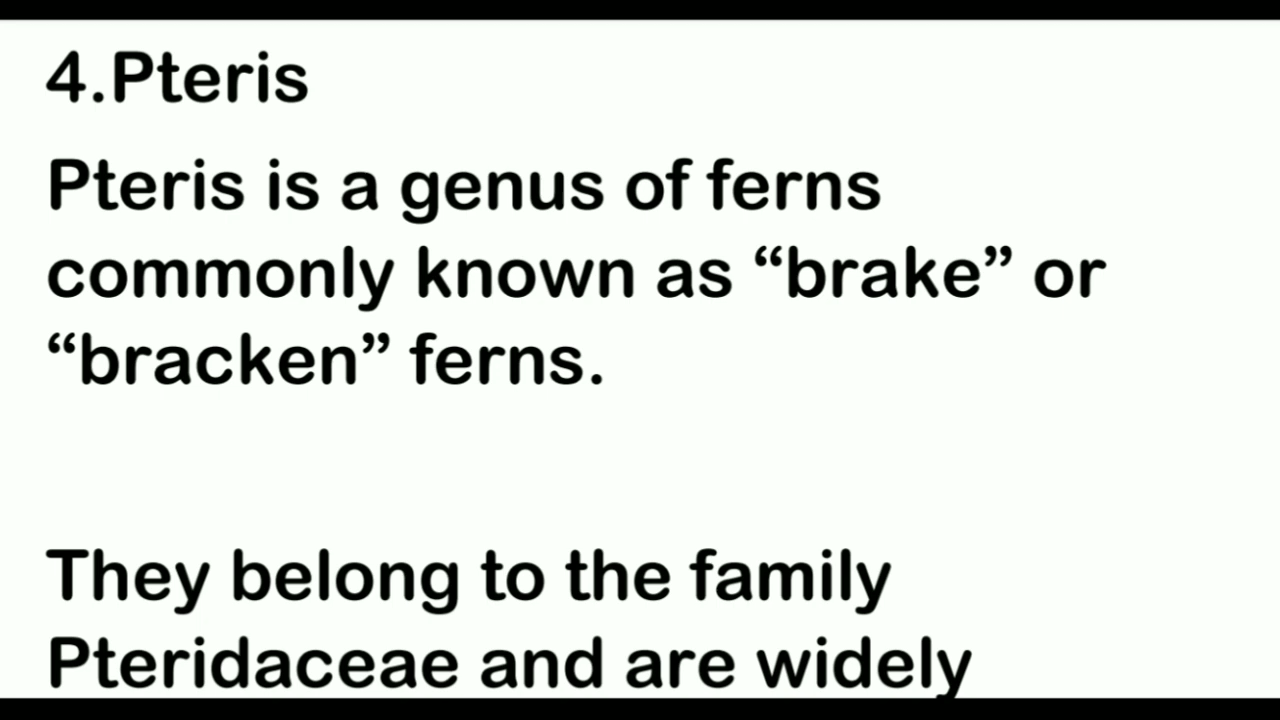 4.Pteris
Pteris is a genus of ferns
commonly known as “brake” or
“bracken” ferns.
They belong to the family
Pteridaceae and are widely